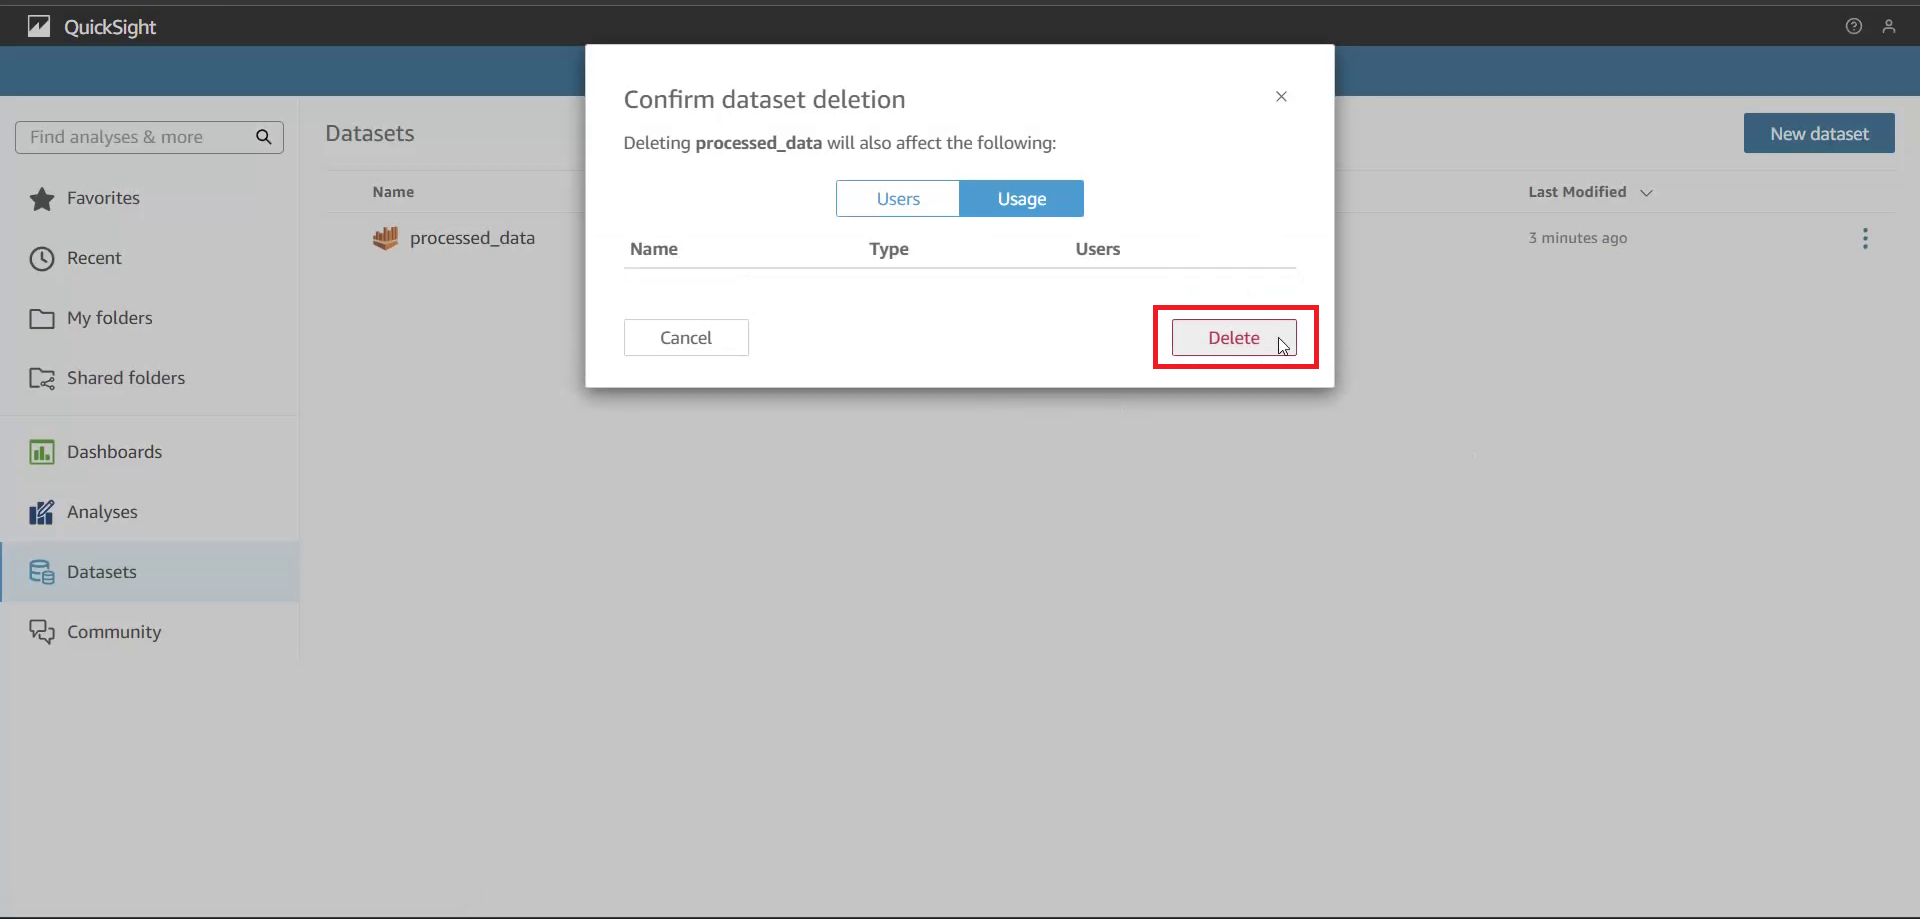 QuickSight
Find analyses & more
Favorites
Recent
My folders
Shared folders
Dashboards
Analyses
Datasets
Community
Datasets
New dataset
Name
Last Modified
processed_data
3 minutes ago
Confirm dataset deletion
Deleting processed_data will also affect the following:
Users
Usage
Name Type Users
Cancel
Delete